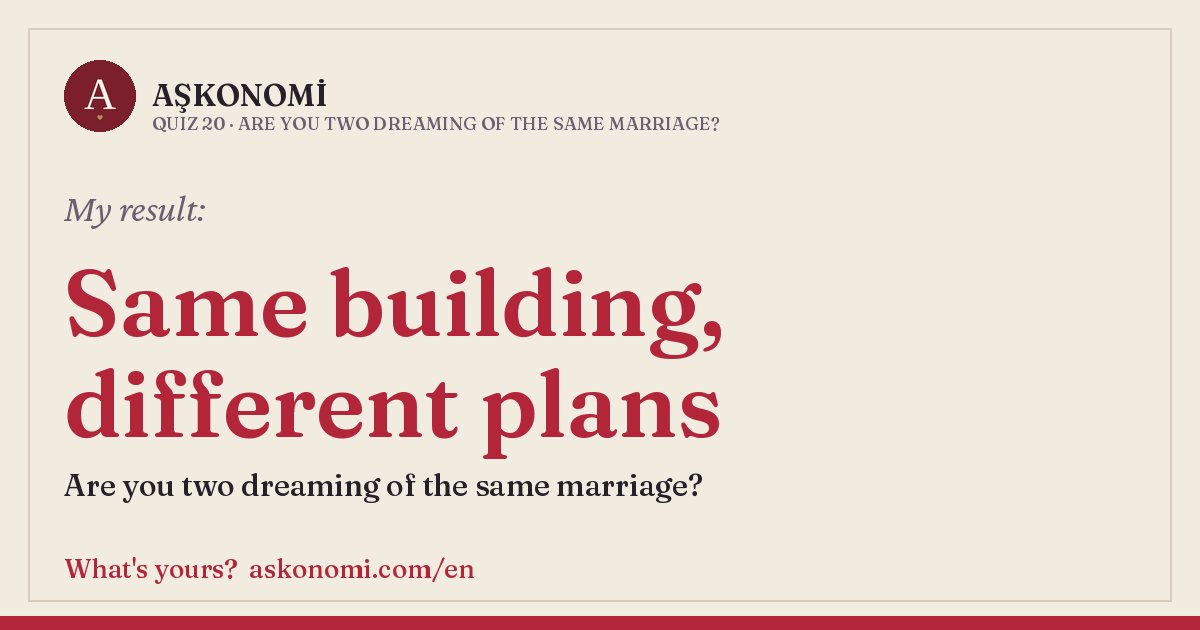 A
AŞKONOMİ
QUIZ 20 · ARE YOU TWO DREAMING OF THE SAME MARRIAGE?
My result:
Same building,
different plans
Are you two dreaming of the same marriage?
What's yours? askonomi.com/en